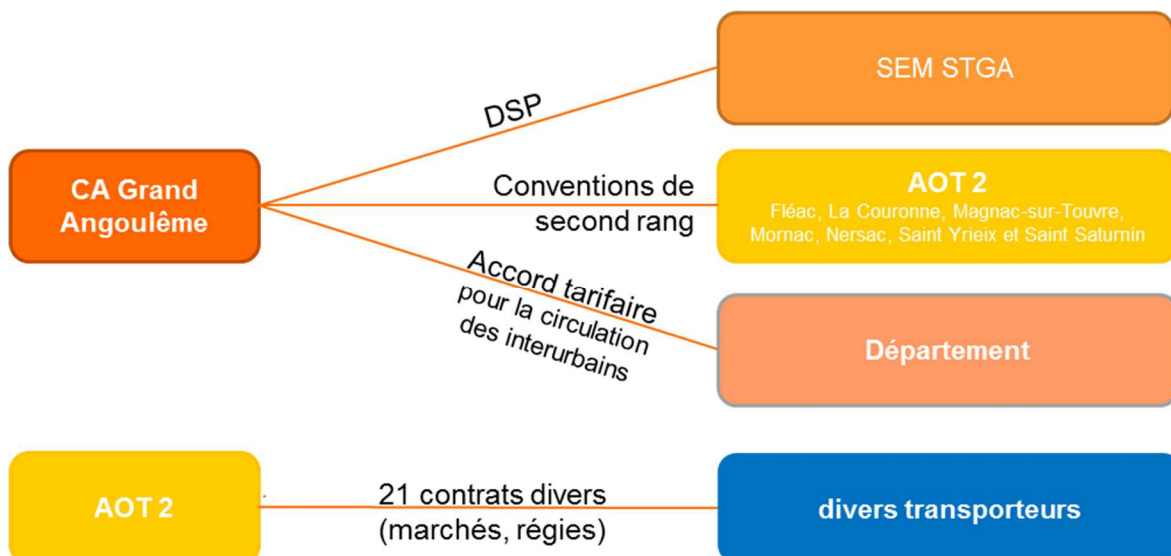 SEM STGA
DSP
CA Grand
Angoulême
Conventions de
second rang
AOT 2
Fléac, La Couronne, Magnac-sur-Touvre,
Mornac, Nersac, Saint Yrieix et Saint Saturnin
Accord tarifaire
pour la circulation
des interurbains
Département
AOT 2
21 contrats divers
(marchés, régies)
divers transporteurs